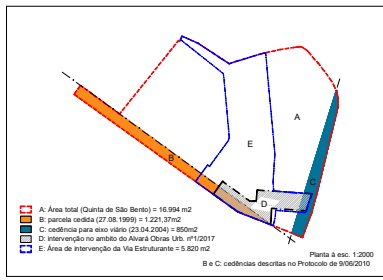 A
E
B
C
D
A: Área total (Quinta de São Bento) = 16.994 m2
B: parcela cedida (27.08.1999) = 1.221,37m2
C: cedência para eixo viário (23.04.2004) = 850m2
D: intervenção no ambito do Alvará Obras Urb. nº1/2017
E: Área de intervenção da Via Estruturante = 5.820 m2
Planta à esc. 1:2000
B e C: cedências descritas no Protocolo de 9/06/2010